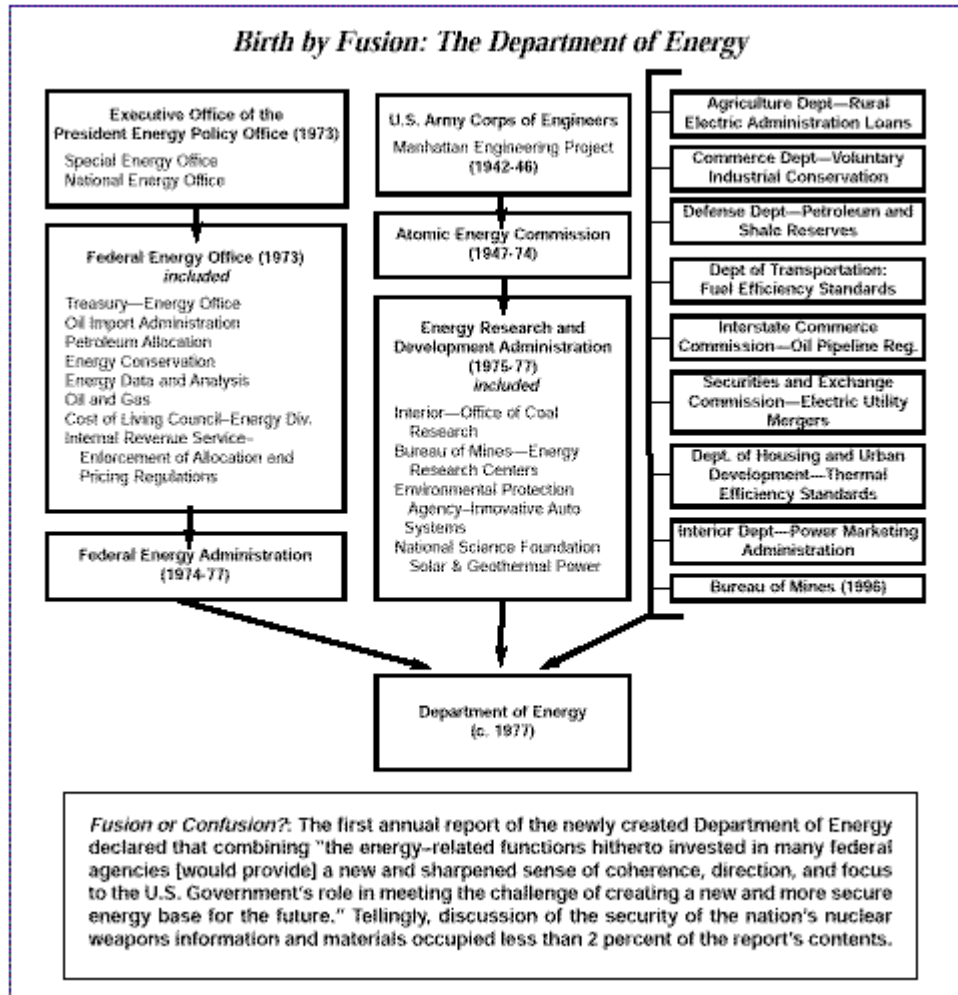 Birth by Fusion: The Department of Energy
Executive Office of the
President Energy Policy Office (1973)
Special Energy Office
National Energy Office
Federal Energy Office (1973)
included
Treasury—Energy Office
Oil Import Administration
Petroleum Allocation
Energy Conservation
Energy Data and Analysis
Oil and Gas
Cost of Living Council–Energy Div.
Internal Revenue Service–
Enforcement of Allocation and
Pricing Regulations
Federal Energy Administration
(1974-77)
U.S. Army Corps of Engineers
Manhattan Engineering Project
(1942-46)
Atomic Energy Commission
(1947-74)
Energy Research and
Development Administration
(1975-77)
included
Interior—Office of Coal
Research
Bureau of Mines—Energy
Research Centers
Environmental Protection
Agency–Innovative Auto
Systems
National Science Foundation
Solar & Geothermal Power
Agriculture Dept—Rural
Electric Administration Loans
Commerce Dept—Voluntary
Industrial Conservation
Defense Dept—Petroleum and
Shale Reserves
Dept of Transportation:
Fuel Efficiency Standards
Interstate Commerce
Commission—Oil Pipeline Reg.
Securities and Exchange
Commission—Electric Utility
Mergers
Dept. of Housing and Urban
Development—Thermal
Efficiency Standards
Interior Dept—Power Marketing
Administration
Bureau of Mines (1996)
Department of Energy
(c. 1977)
Fusion or Confusion?: The first annual report of the newly created Department of Energy
declared that combining "the energy–related functions hitherto invested in many federal
agencies [would provide] a new and sharpened sense of coherence, direction, and focus
to the U.S. Government's role in meeting the challenge of creating a new and more secure
energy base for the future." Tellingly, discussion of the security of the nation's nuclear
weapons information and materials occupied less than 2 percent of the report's contents.